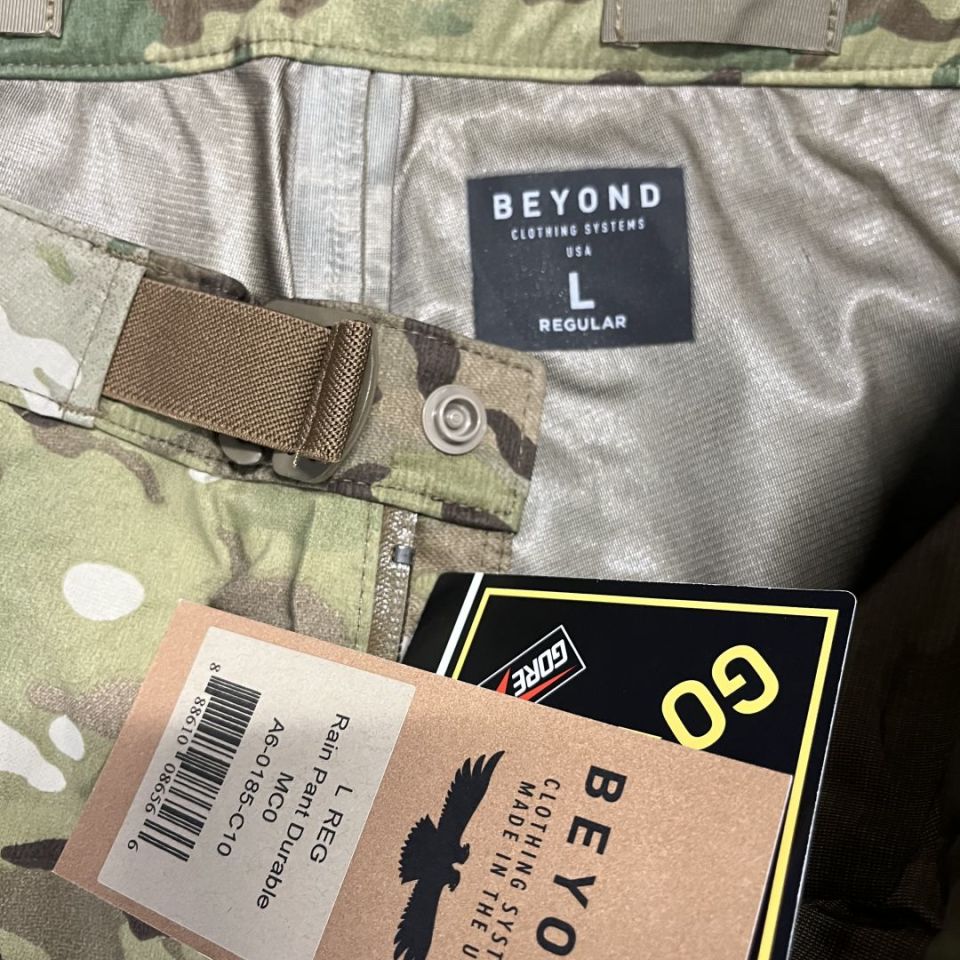 BEYOND
CLOTHING SYSTEMS
USA
L
REGULAR
GORE
GO
L REG
Rain Pant Durable
MC0
A6-0185-C10
8 88610 08656 6
BEYO
CLOTHING SYST
MADE IN THE U